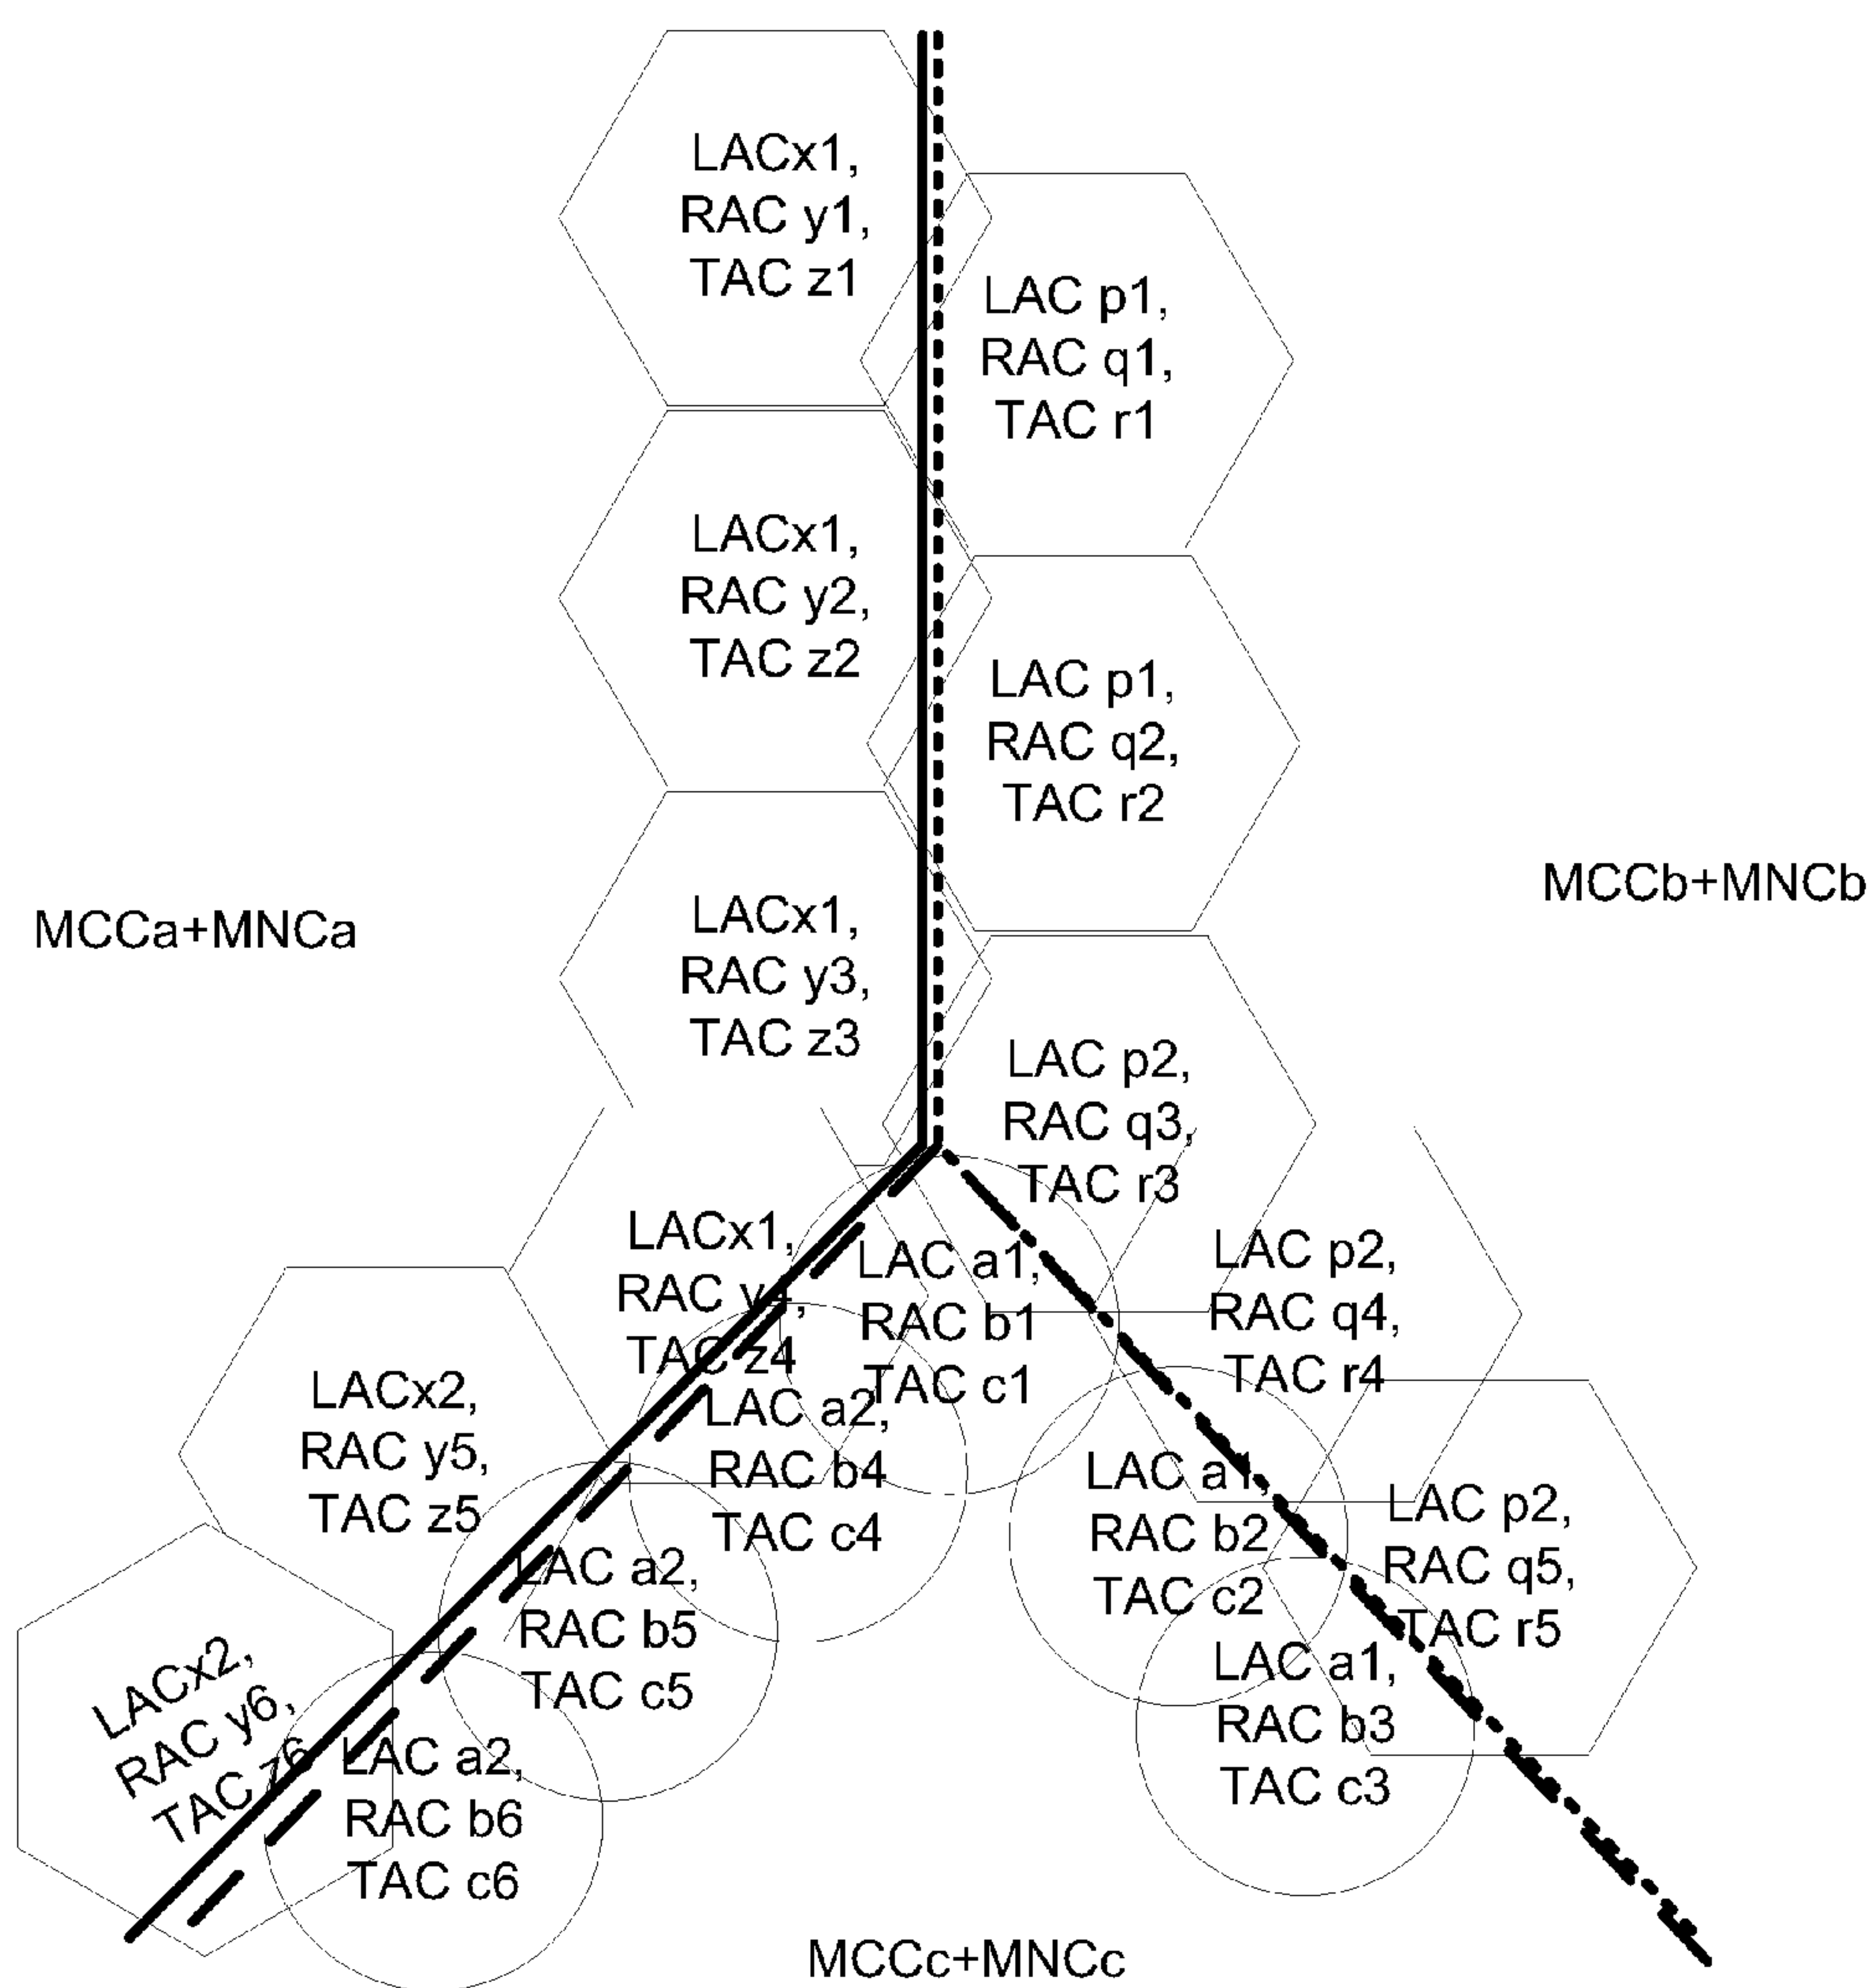 LACx1,
RAC y1,
TAC z1
LAC p1,
RAC q1,
TAC r1
LACx1,
RAC y2,
TAC z2
LAC p1,
RAC q2,
TAC r2
MCCa+MNCa
LACx1,
RAC y3,
TAC z3
MCCb+MNCb
LAC p2,
RAC q3,
TAC r3
LACx1,
RAC y4,
TAC z4
LAC a1,
RAC b1
TAC c1
LAC p2,
RAC q4,
TAC r4
LACx2,
RAC y5,
TAC z5
LAC a2,
RAC b4
TAC c4
LAC a1,
RAC b2
TAC c2
LAC p2,
RAC q5,
TAC r5
LAC a2,
RAC b5
TAC c5
LACx2,
RAC y6,
TAC z6
LAC a2,
RAC b6
TAC c6
LAC a1,
RAC b3
TAC c3
MCCc+MNCc